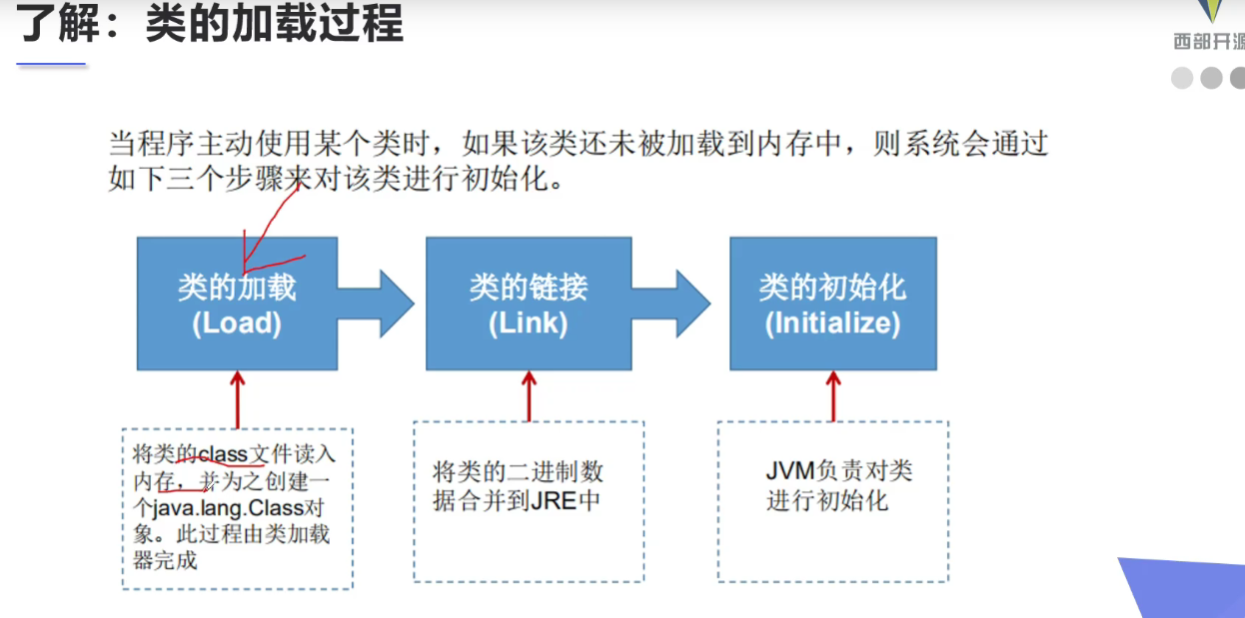 了解：类的加载过程
西部开源
当程序主动使用某个类时，如果该类还未被加载到内存中，则系统会通过
如下三个步骤来对该类进行初始化。
类的加载
(Load)
类的链接
(Link)
类的初始化
(Initialize)
将类的class文件读入
内存，并为之创建一
个java.lang.Class对
象。此过程由类加载
器完成
将类的二进制数
据合并到JRE中
JVM负责对类
进行初始化